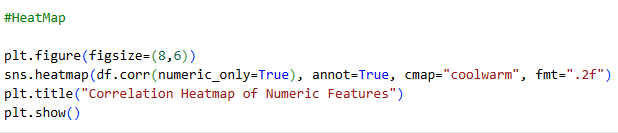 #HeatMap
plt.figure(figsize=(8,6))
sns.heatmap(df.corr(numeric_only=True), annot=True, cmap="coolwarm", fmt=".2f")
plt.title("Correlation Heatmap of Numeric Features")
plt.show()